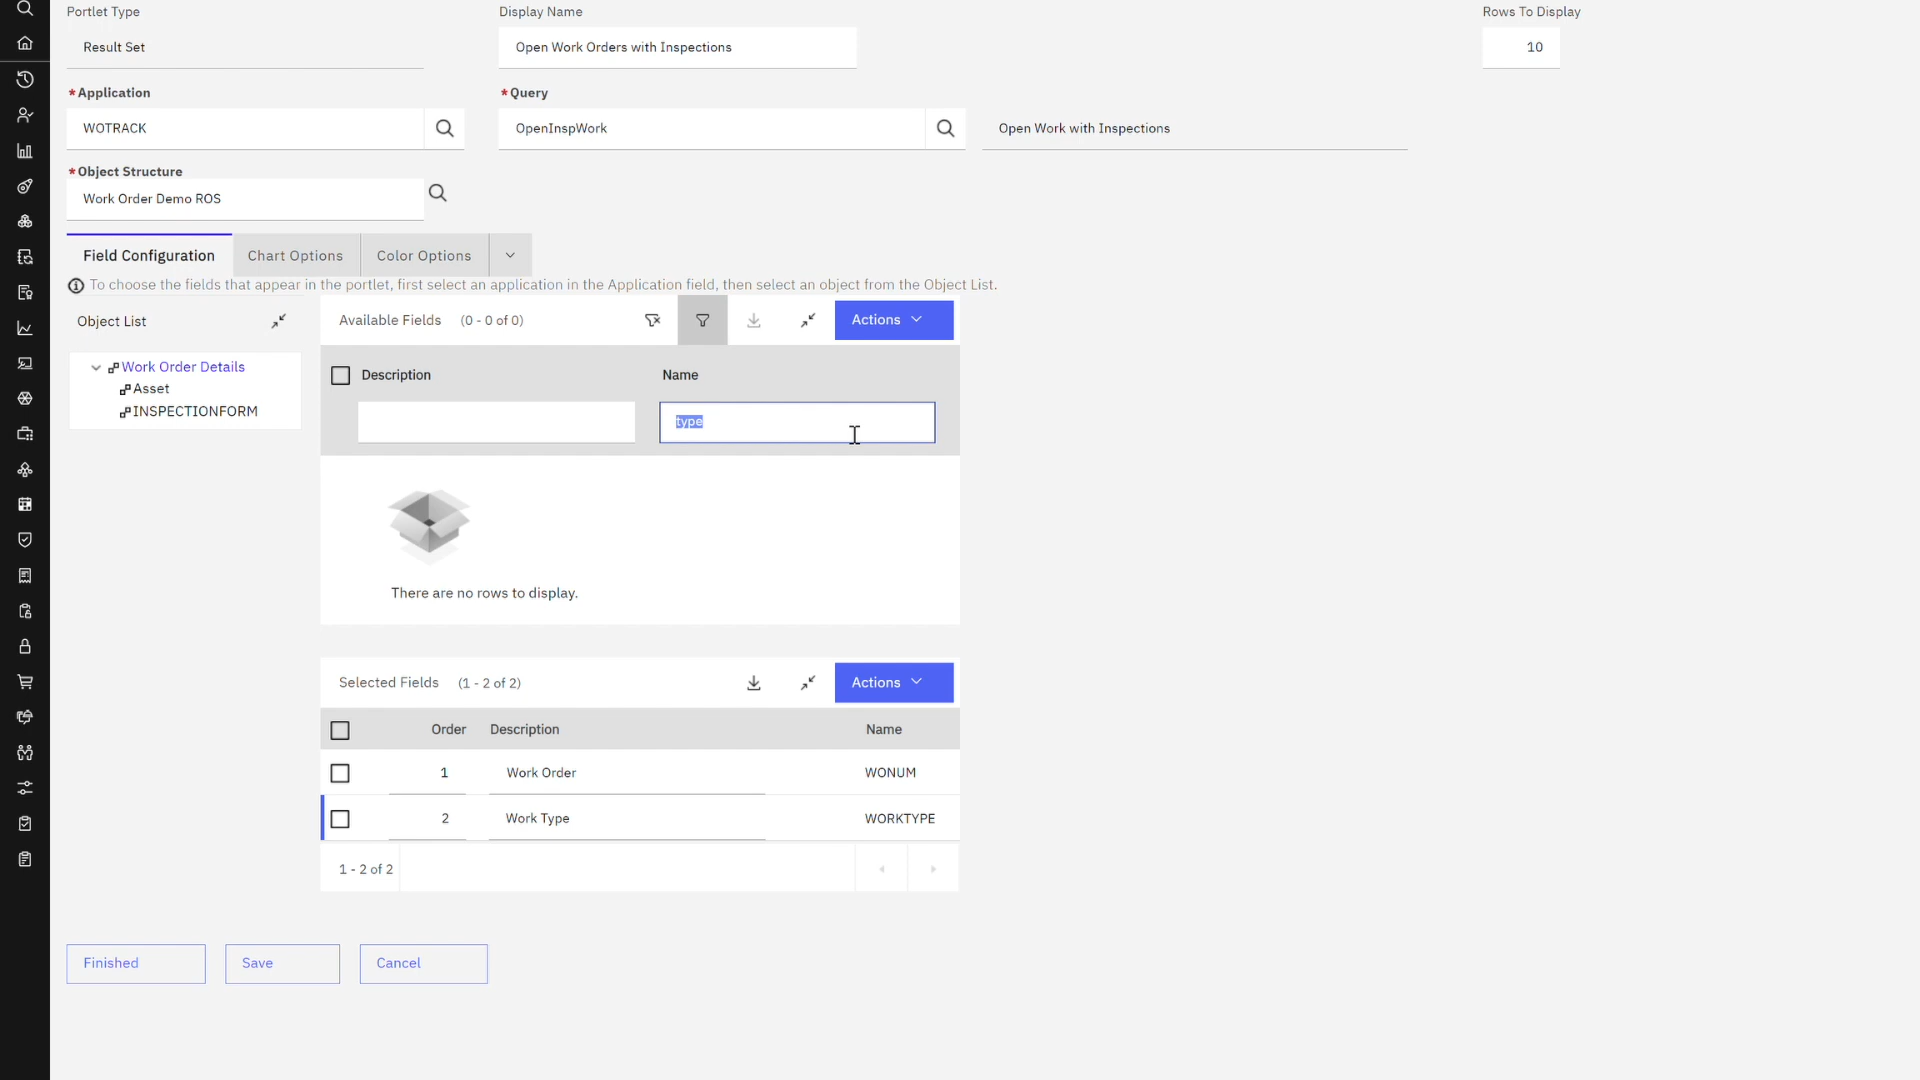 Portlet Type
Display Name
Rows To Display
Result Set
Open Work Orders with Inspections
10
*Application
*Query
WOTRACK
OpenInspWork
Open Work with Inspections
*Object Structure
Work Order Demo ROS
Field Configuration
Chart Options
Color Options
To choose the fields that appear in the portlet, first select an application in the Application field, then select an object from the Object List.
Object List
Available Fields (0 - 0 of 0)
Actions
Work Order Details
Asset
INSPECTIONFORM
Description
Name
type
There are no rows to display.
Selected Fields (1 - 2 of 2)
Actions
Order
Description
Name
1
Work Order
WONUM
2
Work Type
WORKTYPE
1 - 2 of 2
Finished
Save
Cancel